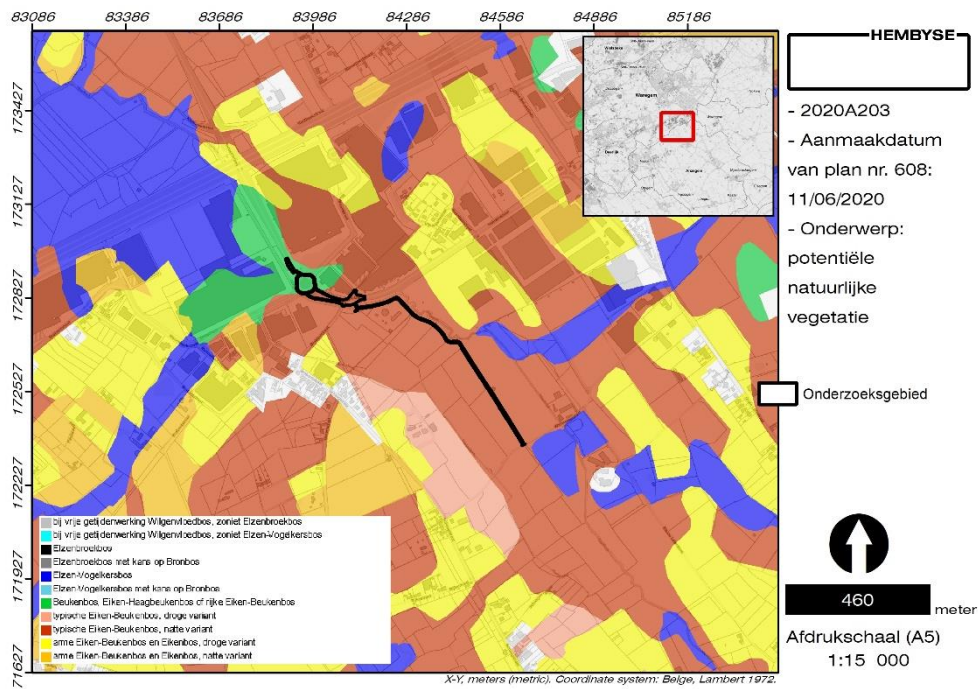 83086 83386 83686 83986 84286 84586 84886 85186
173427
173127
172827
172527
172227
171927
71627
HEMBYSE
- 2020A203
- Aanmaakdatum
van plan nr. 608:
11/06/2020
- Onderwerp:
potentiële
natuurlijke
vegetatie
Onderzoeksgebied
460 meter
Afdrukschaal (A5)
1:15 000
bij vrije getijdenwerking Wilgenvloedbos, zoniet Elzenbroekbos
bij vrije getijdenwerking Wilgenvloedbos, zoniet Elzen-Vogelkersbos
Elzenbroekbos
Elzenbroekbos met kans op Bronbos
Elzen-Vogelkersbos
Elzen-Vogelkersbos met kans op Bronbos
Beukenbos, Eiken-Haagbeukenbos of rijke Eiken-Beukenbos
typische Eiken-Beukenbos, droge variant
typische Eiken-Beukenbos, natte variant
arme Eiken-Beukenbos en Eikenbos, droge variant
arme Eiken-Beukenbos en Eikenbos, natte variant
X-Y, meters (metric). Coordinate system: Belge, Lambert 1972.